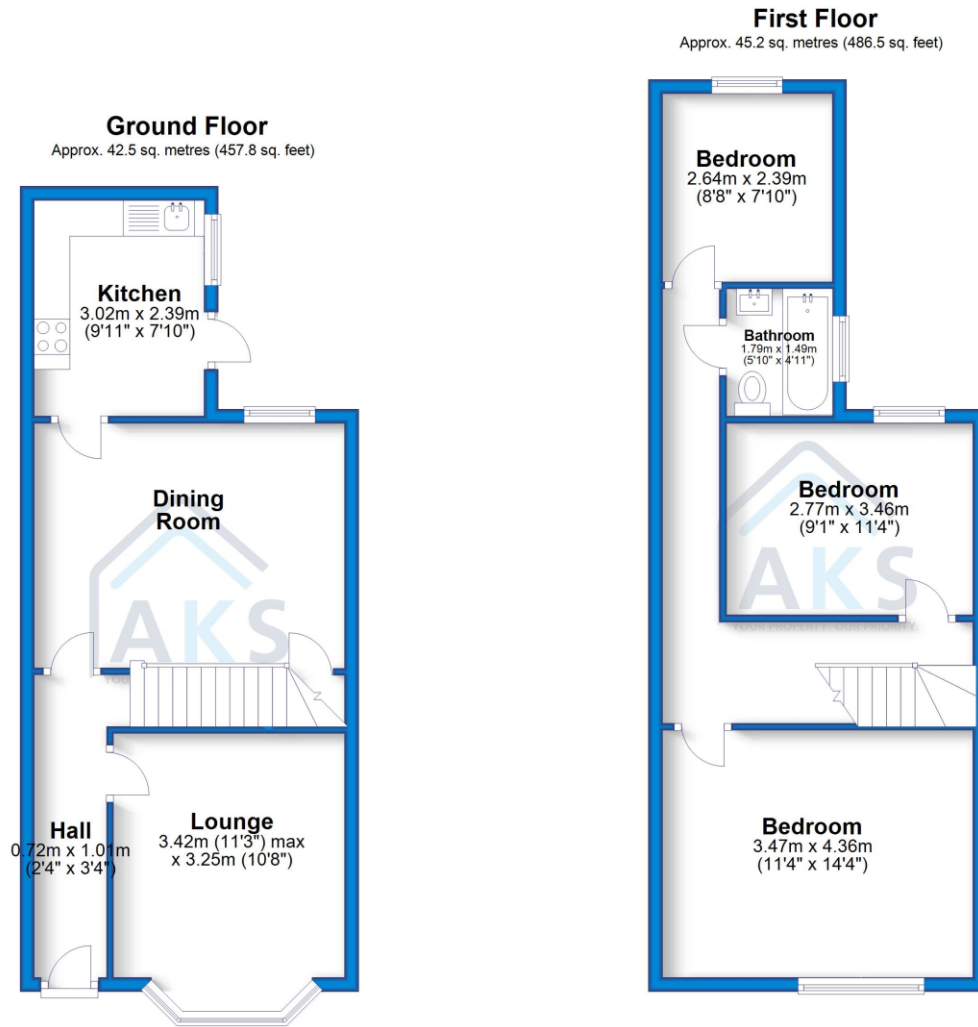 Ground Floor
Approx. 42.5 sq. metres (457.8 sq. feet)
Kitchen
3.02m x 2.39m
(9'11" x 7'10")
Dining
Room
AKS
Hall
0.72m x 1.01m
(2'4" x 3'4")
Lounge
3.42m (11'3") max
x 3.25m (10'8")
First Floor
Approx. 45.2 sq. metres (486.5 sq. feet)
Bedroom
2.64m x 2.39m
(8'8" x 7'10")
Bathroom
1.79m x 1.49m
(5'10" x 4'11")
Bedroom
2.77m x 3.46m
(9'1" x 11'4")
AKS
YOUR PROPERTY. OUR PRIORITY.
Bedroom
3.47m x 4.36m
(11'4" x 14'4")